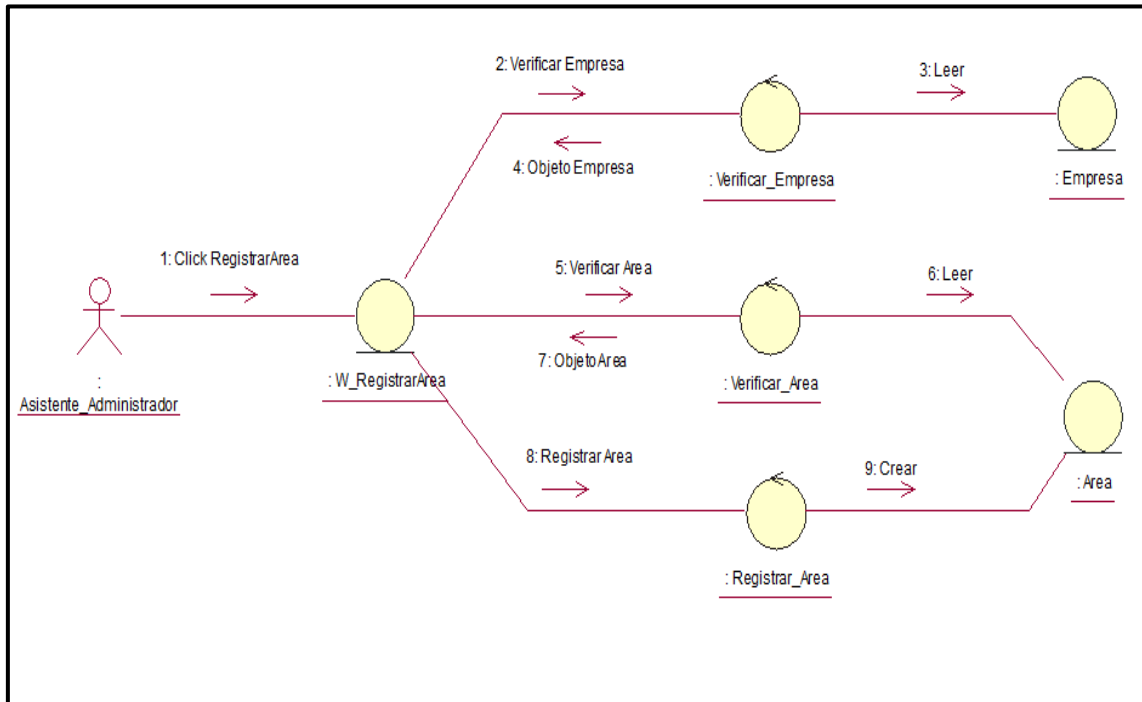 2: Verificar Empresa
3: Leer
4: Objeto Empresa
: Verificar_Empresa
: Empresa
1: Click RegistrarArea
5: Verificar Area
6: Leer
7: Objeto Area
:
Asistente_Administrador
: W_RegistrarArea
: Verificar_Area
8: Registrar Area
9: Crear
: Area
: Registrar_Area